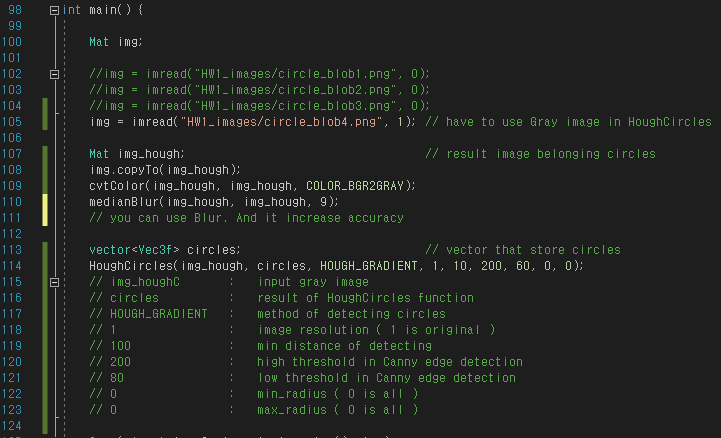 98 int main() {
99
100 Mat img;
101
102 //img = imread("HW1_images/circle_blob1.png", 0);
103 //img = imread("HW1_images/circle_blob2.png", 0);
104 //img = imread("HW1_images/circle_blob3.png", 0);
105 img = imread("HW1_images/circle_blob4.png", 1); // have to use Gray image in HoughCircles
106
107 Mat img_hough; // result image belonging circles
108 img.copyTo(img_hough);
109 cvtColor(img_hough, img_hough, COLOR_BGR2GRAY);
110 medianBlur(img_hough, img_hough, 9);
111 // you can use Blur. And it increase accuracy
112
113 vector<Vec3f> circles; // vector that store circles
114 HoughCircles(img_hough, circles, HOUGH_GRADIENT, 1, 10, 200, 60, 0, 0);
115 // img_houghC : input gray image
116 // circles : result of HoughCircles function
117 // HOUGH_GRADIENT : method of detecting circles
118 // 1 : image resolution ( 1 is original )
119 // 100 : min distance of detecting
120 // 200 : high threshold in Canny edge detection
121 // 80 : low threshold in Canny edge detection
122 // 0 : min_radius ( 0 is all )
123 // 0 : max_radius ( 0 is all )
124